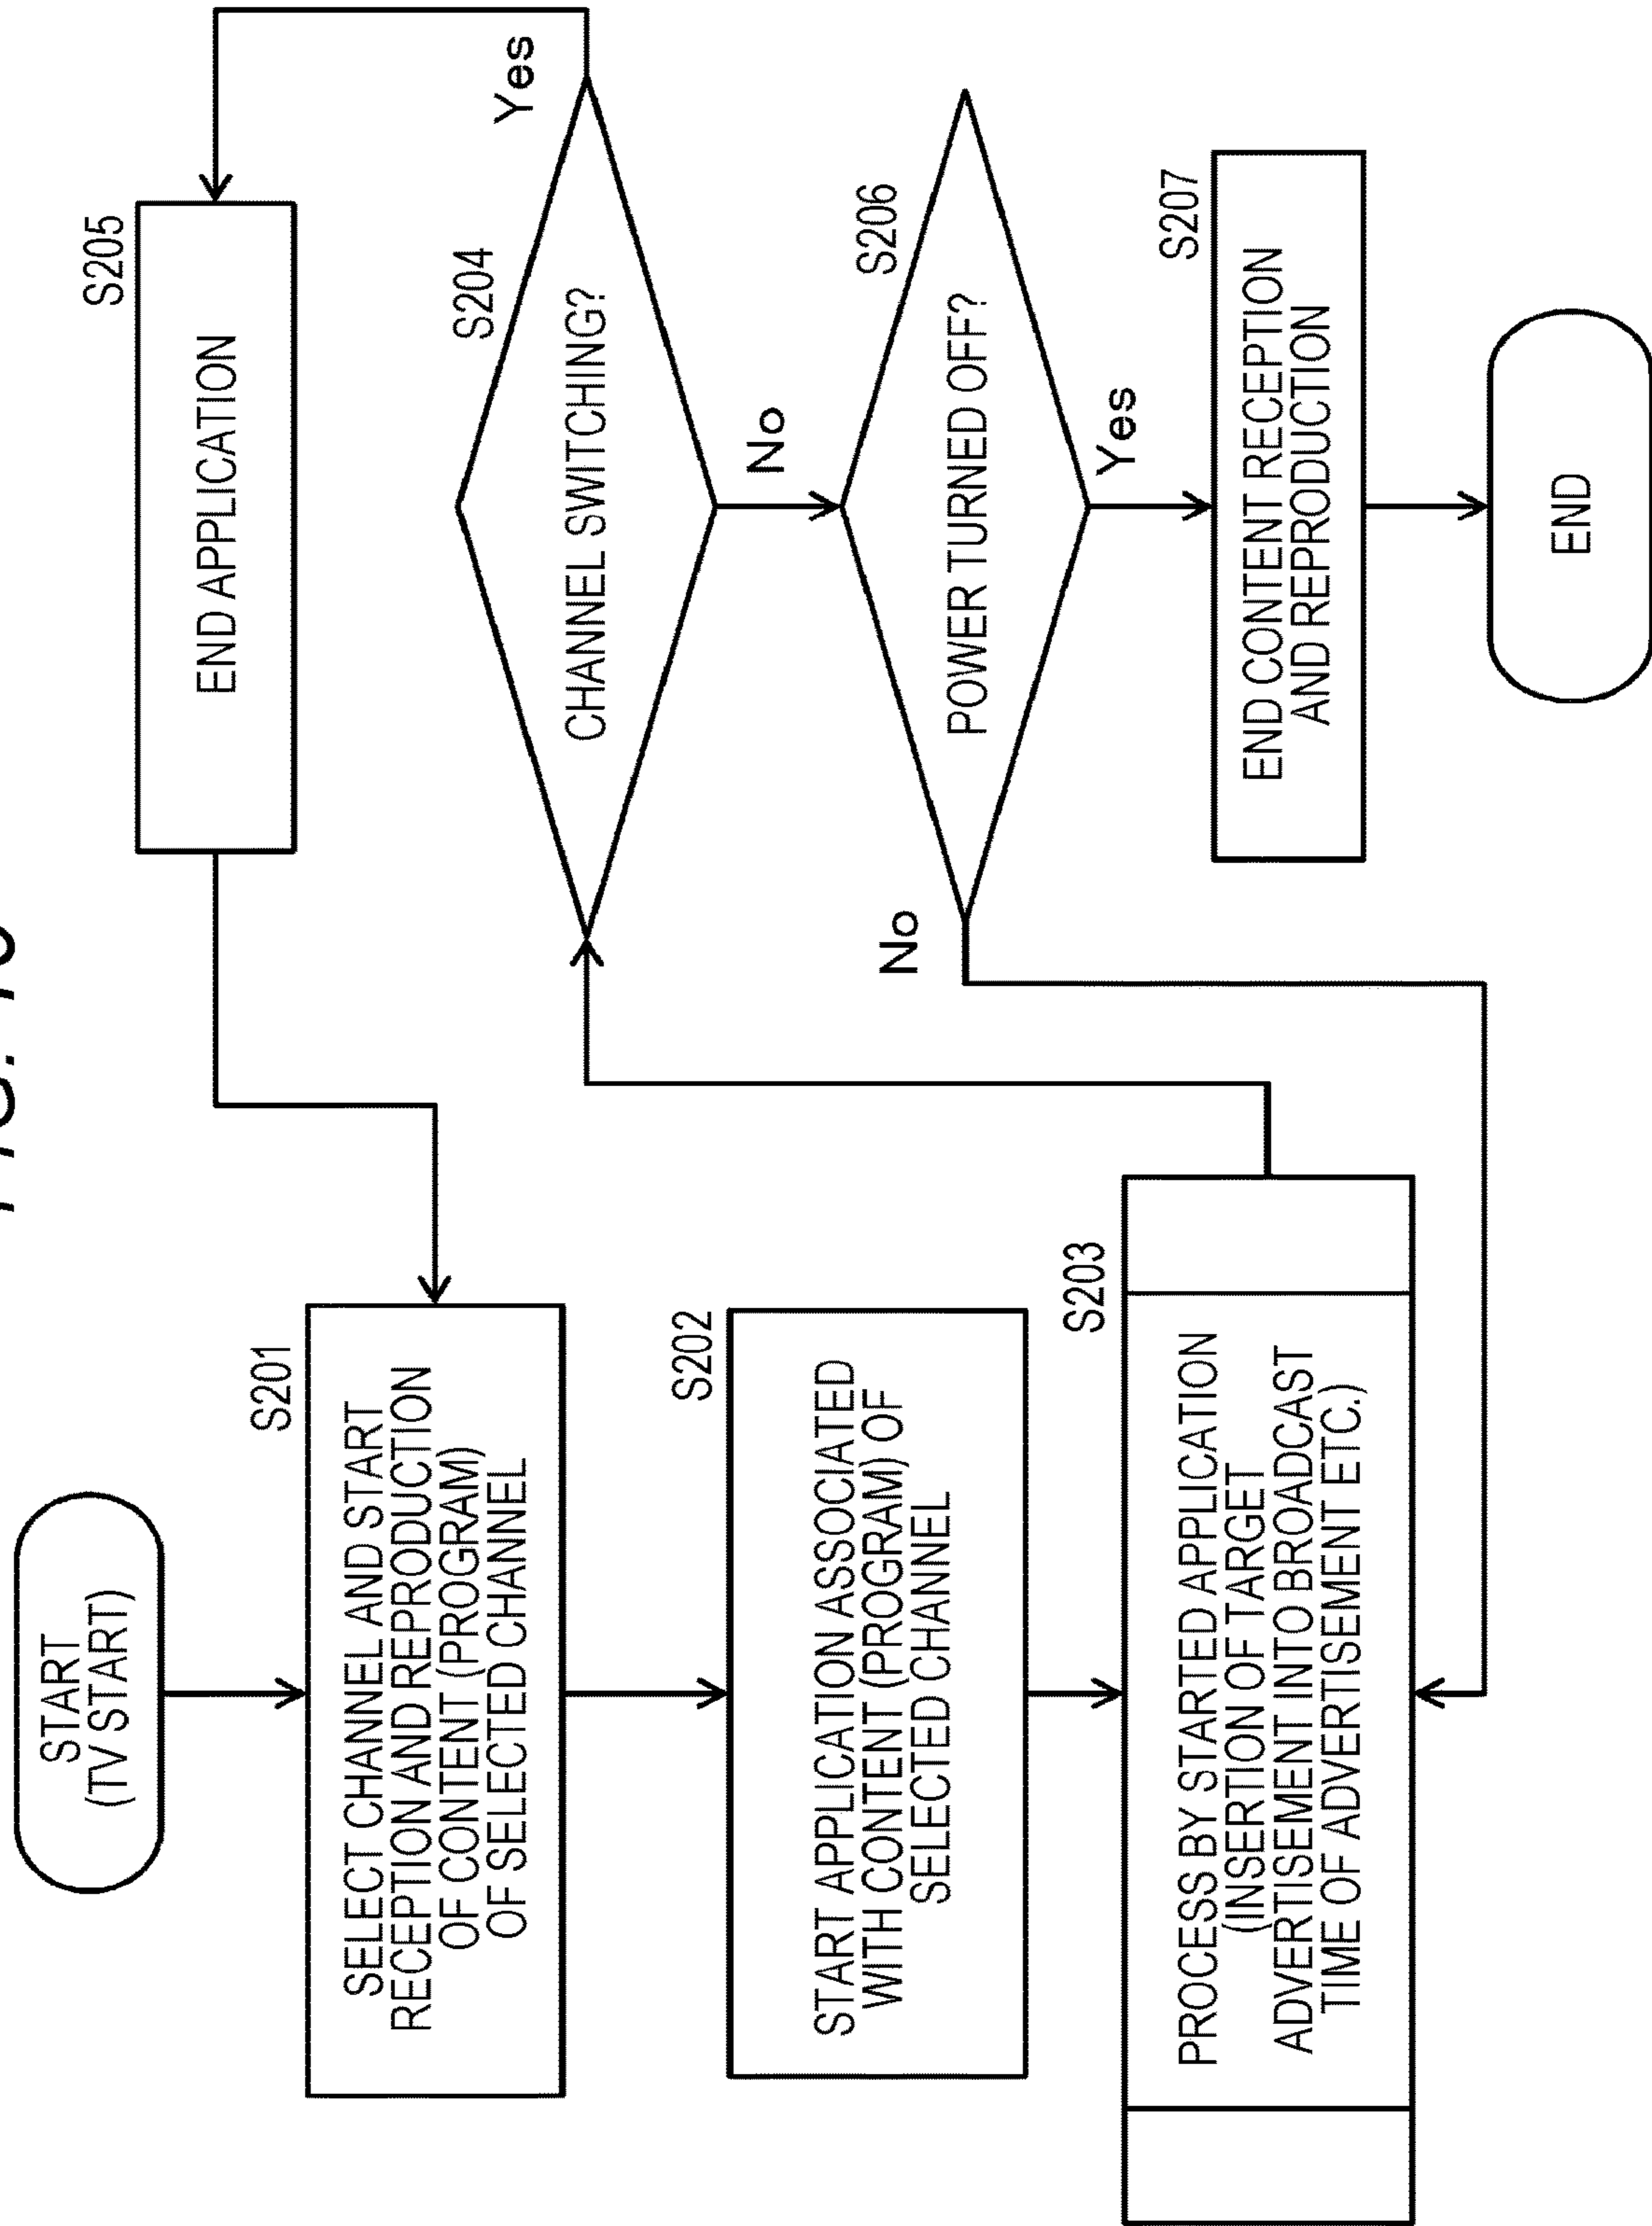 START
(TV START)
S201
SELECT CHANNEL AND START
RECEPTION AND REPRODUCTION
OF CONTENT (PROGRAM)
OF SELECTED CHANNEL
S202
START APPLICATION ASSOCIATED
WITH CONTENT (PROGRAM) OF
SELECTED CHANNEL
S203
PROCESS BY STARTED APPLICATION
(INSERTION OF TARGET
ADVERTISEMENT INTO BROADCAST
TIME OF ADVERTISEMENT ETC.)
S205
END APPLICATION
Yes
S204
CHANNEL SWITCHING?
No
S206
POWER TURNED OFF?
No
Yes
S207
END CONTENT RECEPTION
AND REPRODUCTION
END